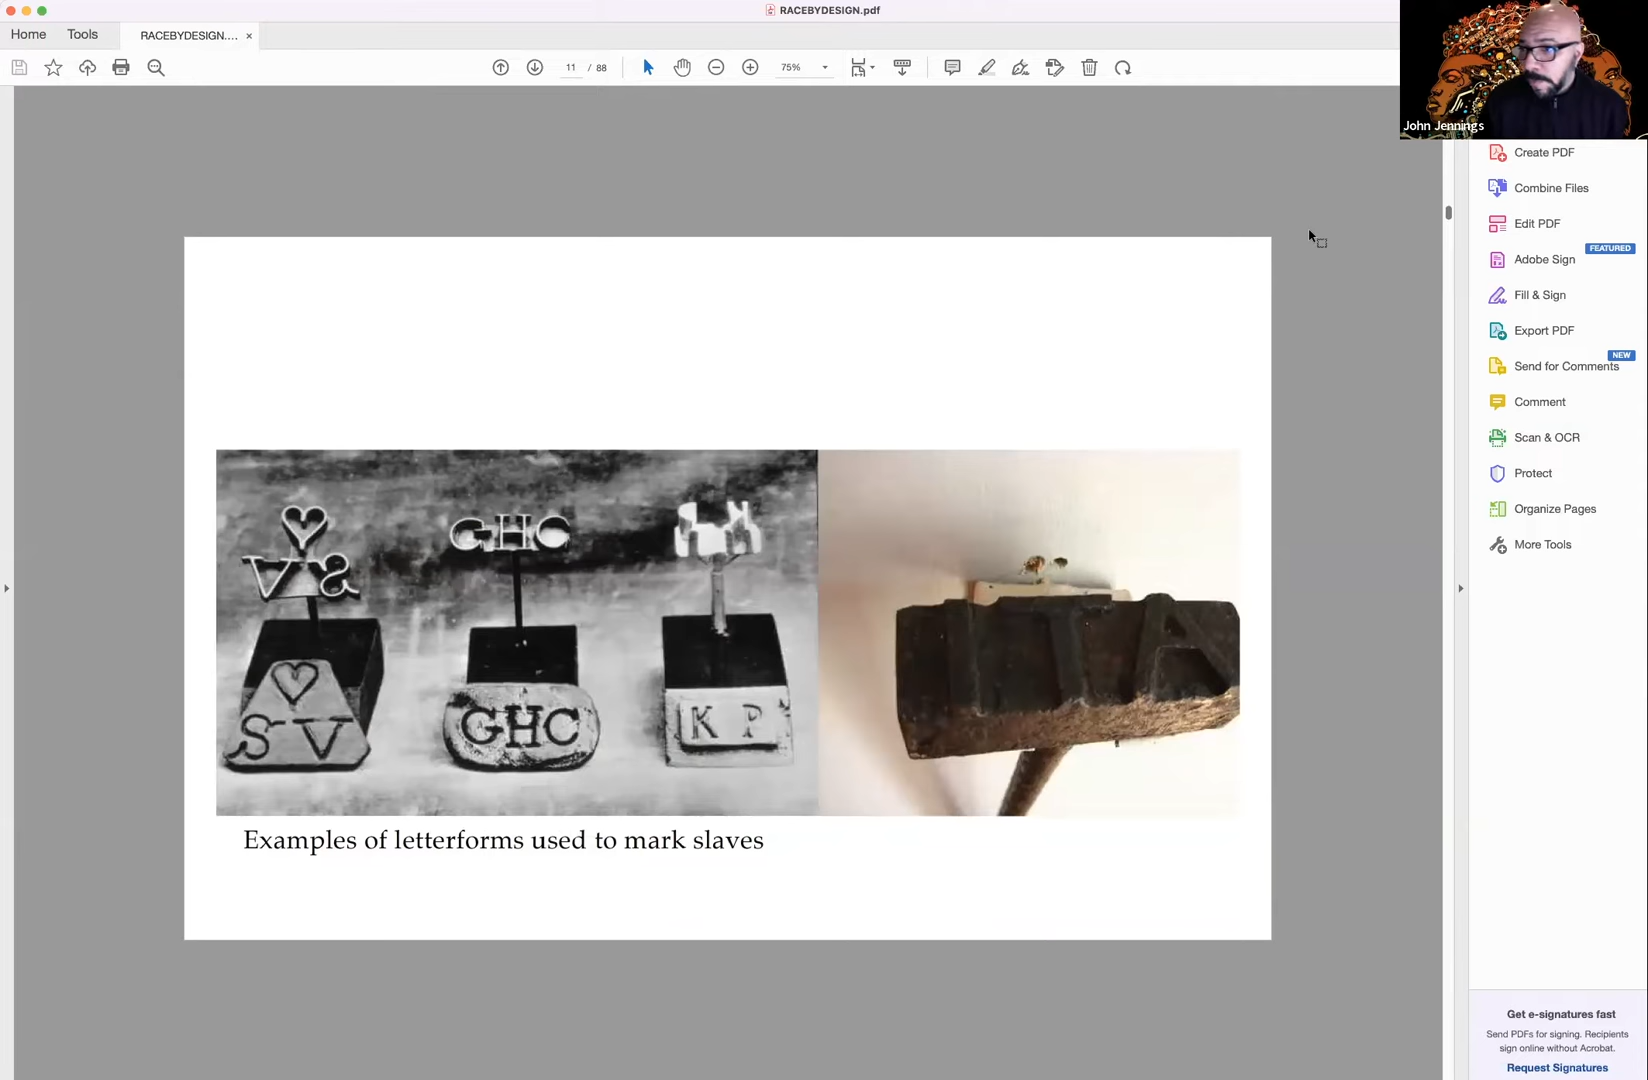 RACEBYDESIGN.pdf
Home
Tools
RACEBYDESIGN.... ×
11 / 88
75%
John Jennings
Create PDF
Combine Files
Edit PDF
FEATURED
Adobe Sign
Fill & Sign
Export PDF
NEW
Send for Comments
Comment
Scan & OCR
Protect
Organize Pages
More Tools
GHC
S V
GHC
K P
ITA
Examples of letterforms used to mark slaves
Get e-signatures fast
Send PDFs for signing. Recipients
sign online without Acrobat.
Request Signatures